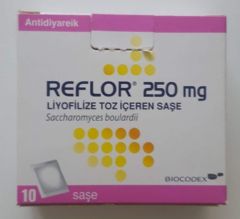 Antidiyareik
REFLOR® 250 mg
LİYOFİLİZE TOZ İÇEREN SAŞE
Saccharomyces boulardii
BIOCODEX
10 saşe